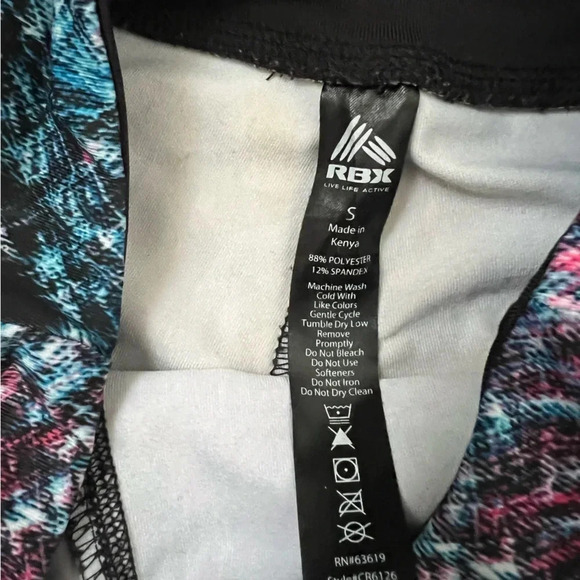 RBX
LIVE LIFE ACTIVE
S
Made in
Kenya
88% POLYESTER
12% SPANDEX
Machine Wash
Cold With
Like Colors
Gentle Cycle
Tumble Dry Low
Remove
Promptly
Do Not Bleach
Do Not Use
Softeners
Do Not Iron
Do Not Dry Clean
RN#63619
Style#CR6126